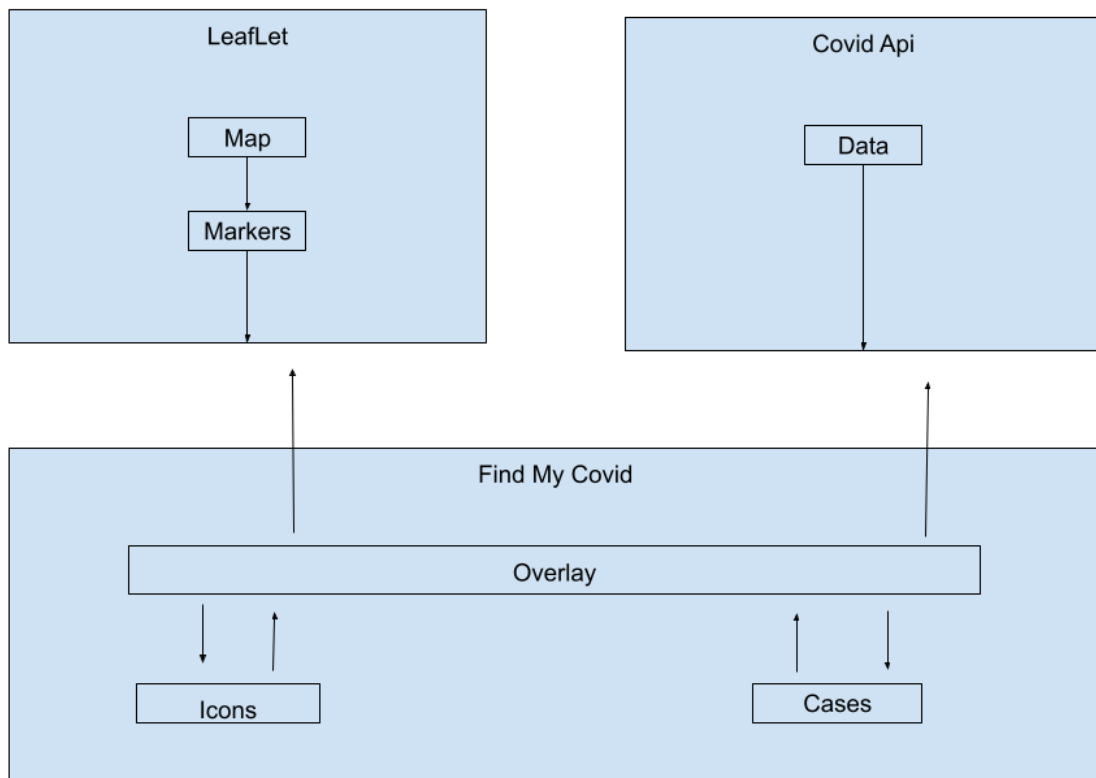 LeafLet
Map
Markers
Covid Api
Data
Find My Covid
Overlay
Icons
Cases